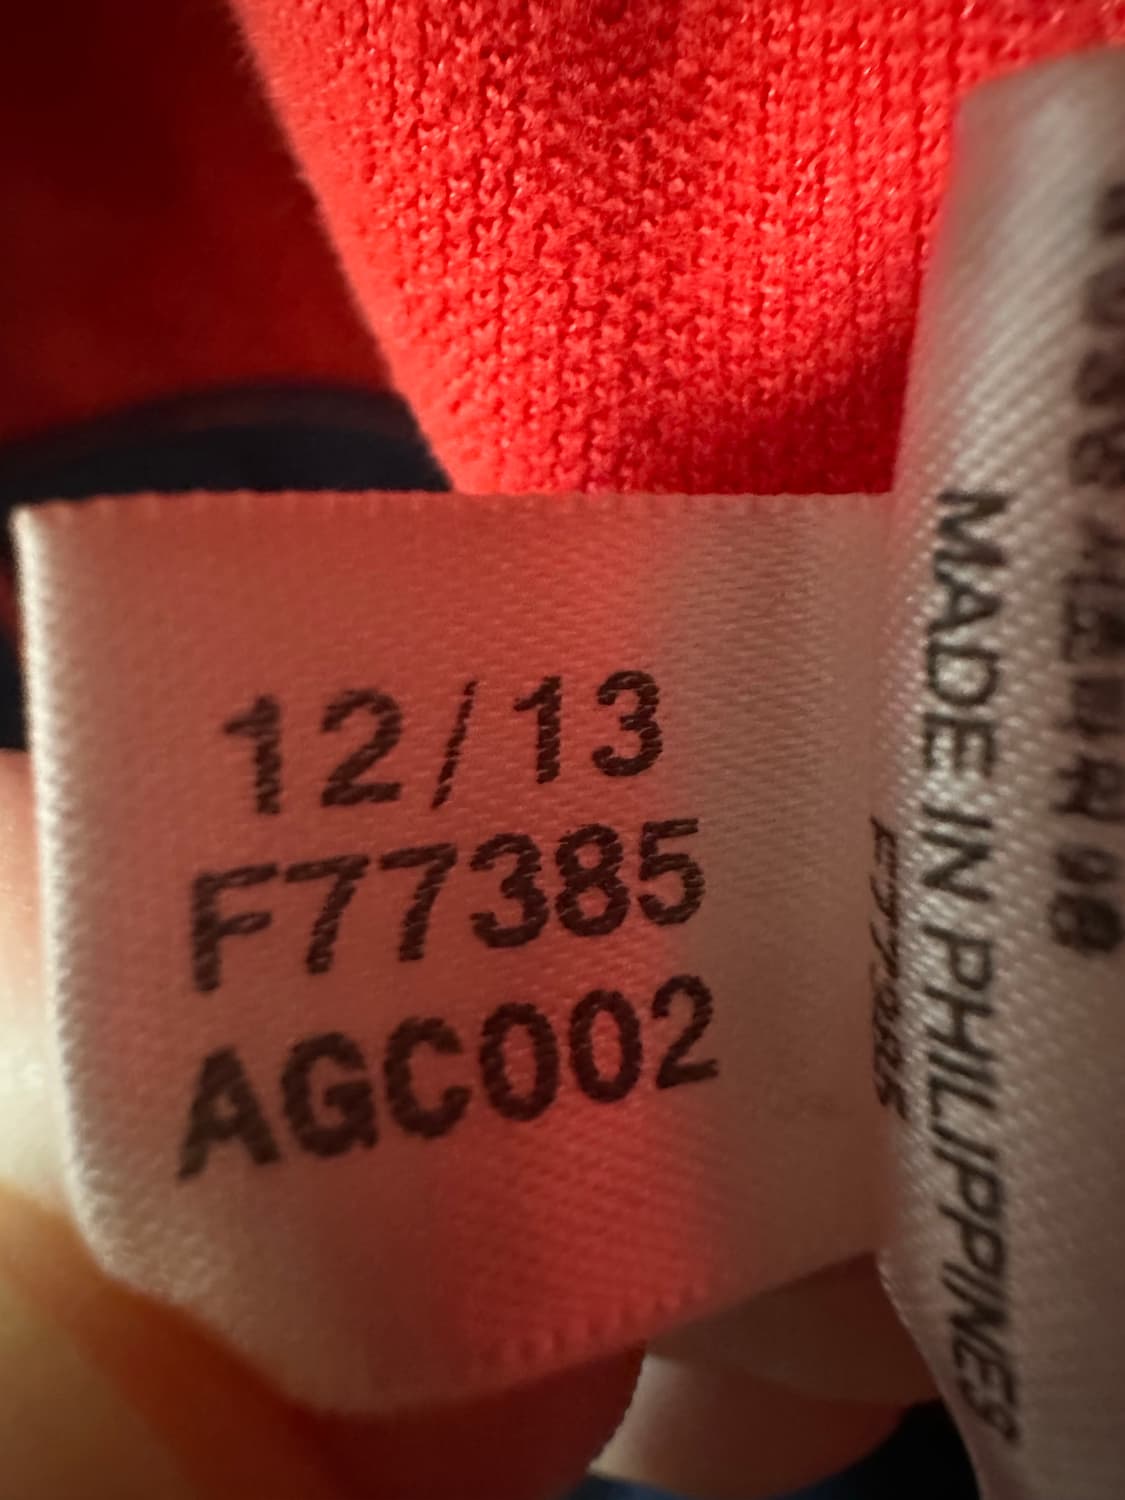 12/13
F77385
AGC002
F77385
MADE IN PHILIPPINES